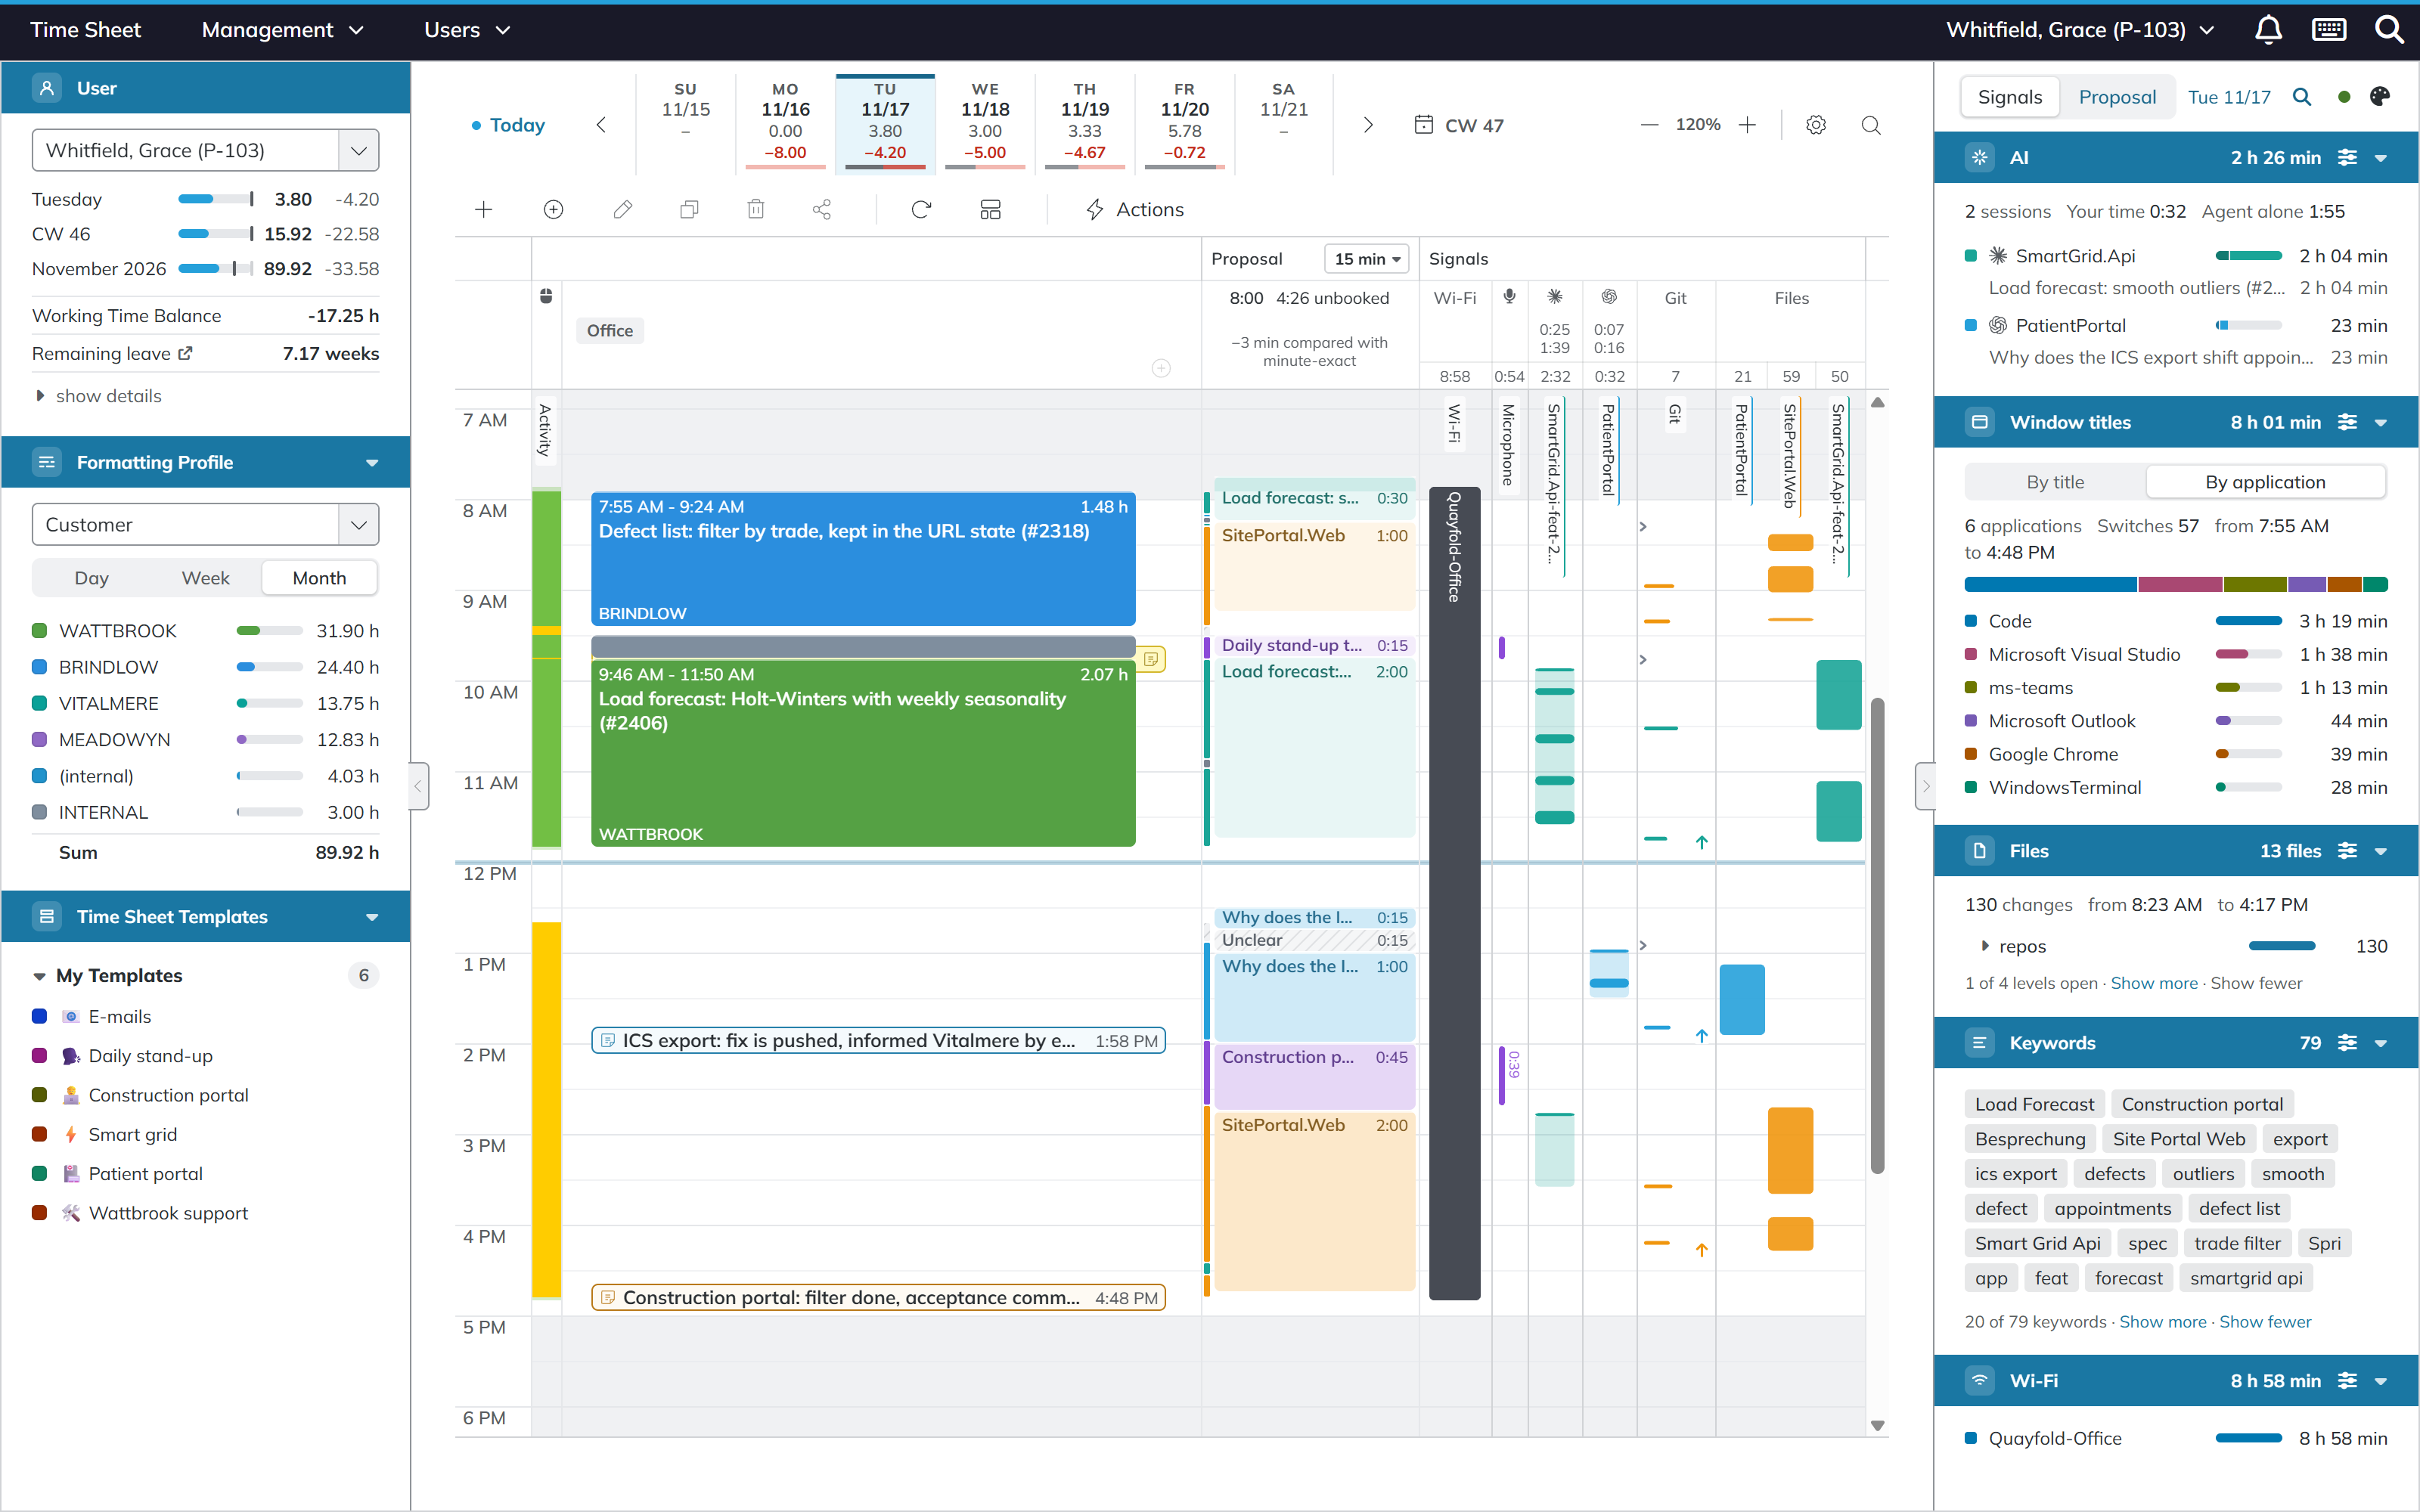 Time Sheet
Management
Users
Whitfield, Grace (P-103)
User
Whitfield, Grace (P-103)
Tuesday 3.80 -4.20
CW 46 15.92 -22.58
November 2026 89.92 -33.58
Working Time Balance -17.25 h
Remaining leave 7.17 weeks
show details
Formatting Profile
Customer
Day Week Month
WATTBROOK 31.90 h
BRINDLOW 24.40 h
VITALMERE 13.75 h
MEADOWYN 12.83 h
(internal) 4.03 h
INTERNAL 3.00 h
Sum 89.92 h
Time Sheet Templates
My Templates 6
E-mails
Daily stand-up
Construction portal
Smart grid
Patient portal
Wattbrook support
Today
SU
11/15
–
MO
11/16
0.00
−8.00
TU
11/17
3.80
−4.20
WE
11/18
3.00
−5.00
TH
11/19
3.33
−4.67
FR
11/20
5.78
−0.72
SA
11/21
–
CW 47
120%
Actions
Proposal 15 min
Signals
Office
8:00 4:26 unbooked
−3 min compared with
minute-exact
Wi-Fi
Git
Files
0:25
1:39
0:07
0:16
8:58
0:54
2:32
0:32
7
21
59
50
7 AM
8 AM
9 AM
10 AM
11 AM
12 PM
1 PM
2 PM
3 PM
4 PM
5 PM
6 PM
Activity
7:55 AM - 9:24 AM 1.48 h
Defect list: filter by trade, kept in the URL state (#2318)
BRINDLOW
9:46 AM - 11:50 AM 2.07 h
Load forecast: Holt-Winters with weekly seasonality
(#2406)
WATTBROOK
ICS export: fix is pushed, informed Vitalmere by e... 1:58 PM
Construction portal: filter done, acceptance comm... 4:48 PM
Load forecast: s... 0:30
SitePortal.Web 1:00
Daily stand-up t... 0:15
Load forecast:... 2:00
Why does the I... 0:15
Unclear 0:15
Why does the I... 1:00
Construction p... 0:45
SitePortal.Web 2:00
Wi-Fi
Quayfold-Office
Microphone
0:39
SmartGrid.Api-feat-2...
PatientPortal
Git
PatientPortal
SitePortal.Web
SmartGrid.Api-feat-2...
Signals Proposal Tue 11/17
AI 2 h 26 min
2 sessions Your time 0:32 Agent alone 1:55
SmartGrid.Api 2 h 04 min
Load forecast: smooth outliers (#2... 2 h 04 min
PatientPortal 23 min
Why does the ICS export shift appoin... 23 min
Window titles 8 h 01 min
By title By application
6 applications Switches 57 from 7:55 AM
to 4:48 PM
Code 3 h 19 min
Microsoft Visual Studio 1 h 38 min
ms-teams 1 h 13 min
Microsoft Outlook 44 min
Google Chrome 39 min
WindowsTerminal 28 min
Files 13 files
130 changes from 8:23 AM to 4:17 PM
repos 130
1 of 4 levels open · Show more · Show fewer
Keywords 79
Load Forecast Construction portal
Besprechung Site Portal Web export
ics export defects outliers smooth
defect appointments defect list
Smart Grid Api spec trade filter Spri
app feat forecast smartgrid api
20 of 79 keywords · Show more · Show fewer
Wi-Fi 8 h 58 min
Quayfold-Office 8 h 58 min